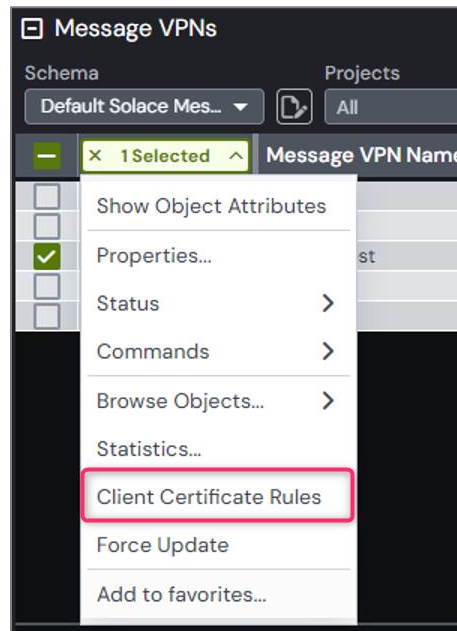 Message VPNs
Schema
Projects
Default Solace Mes...
All
1 Selected
Message VPN Name
Show Object Attributes
Properties...
st
Status
Commands
Browse Objects...
Statistics...
Client Certificate Rules
Force Update
Add to favorites...